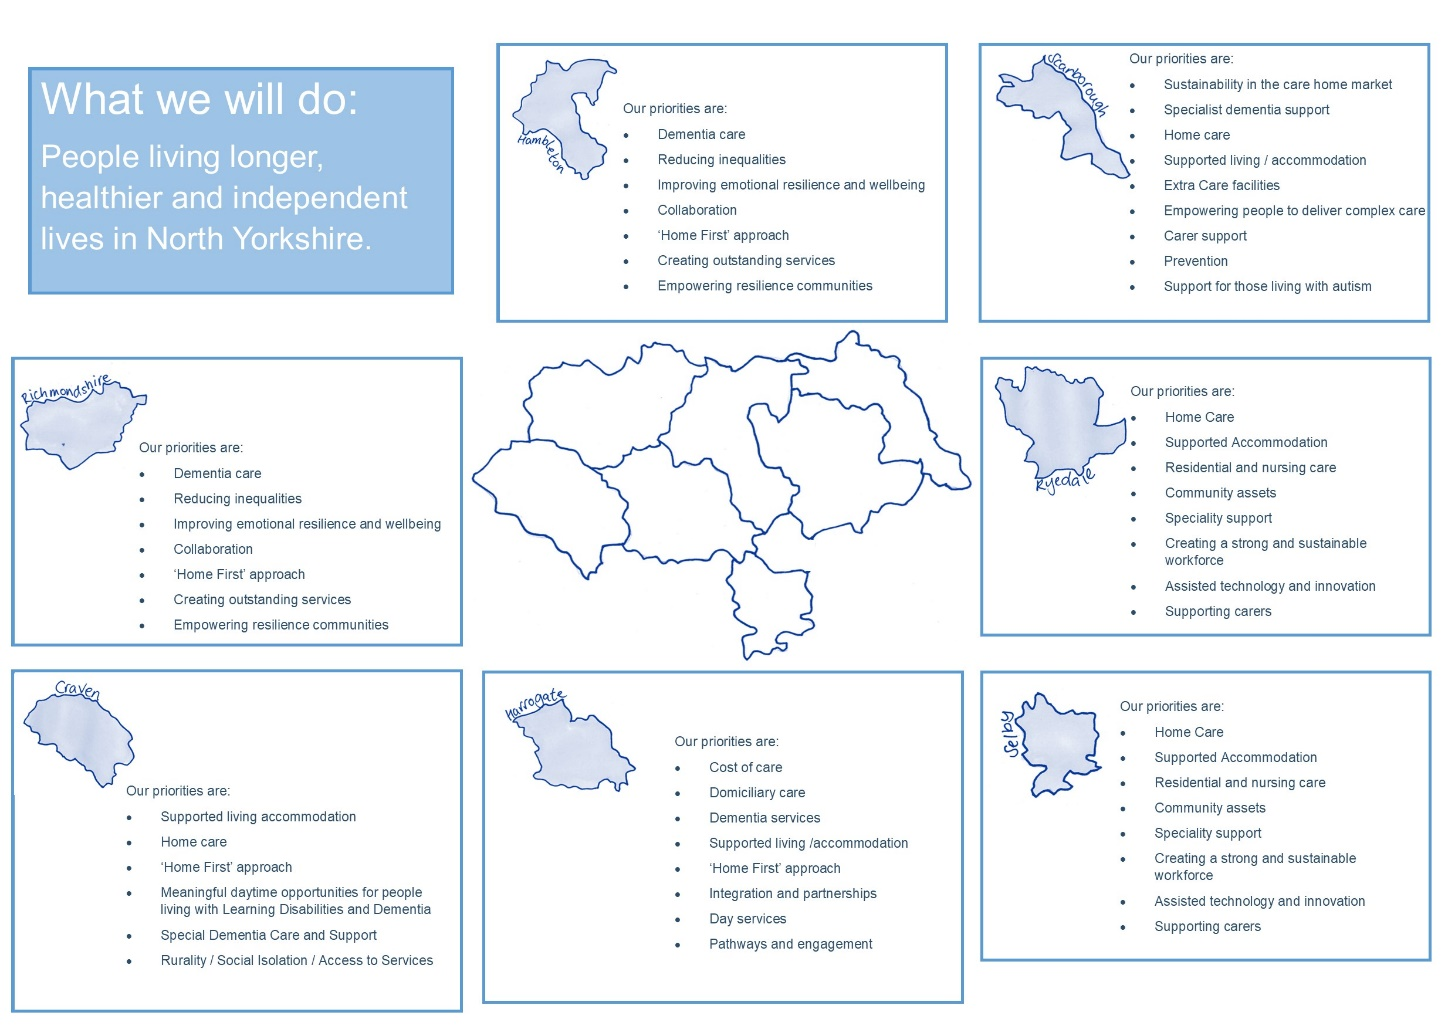 What we will do:
People living longer,
healthier and independent
lives in North Yorkshire.
Hambleton
Our priorities are:
• Dementia care
• Reducing inequalities
• Improving emotional resilience and wellbeing
• Collaboration
• ‘Home First’ approach
• Creating outstanding services
• Empowering resilience communities
Scarborough
Our priorities are:
• Sustainability in the care home market
• Specialist dementia support
• Home care
• Supported living / accommodation
• Extra Care facilities
• Empowering people to deliver complex care
• Carer support
• Prevention
• Support for those living with autism
Richmondshire
Our priorities are:
• Dementia care
• Reducing inequalities
• Improving emotional resilience and wellbeing
• Collaboration
• ‘Home First’ approach
• Creating outstanding services
• Empowering resilience communities
Ryedale
Our priorities are:
• Home Care
• Supported Accommodation
• Residential and nursing care
• Community assets
• Speciality support
• Creating a strong and sustainable
workforce
• Assisted technology and innovation
• Supporting carers
Craven
Our priorities are:
• Supported living accommodation
• Home care
• ‘Home First’ approach
• Meaningful daytime opportunities for people
living with Learning Disabilities and Dementia
• Special Dementia Care and Support
• Rurality / Social Isolation / Access to Services
Harrogate
Our priorities are:
• Cost of care
• Domiciliary care
• Dementia services
• Supported living /accommodation
• ‘Home First’ approach
• Integration and partnerships
• Day services
• Pathways and engagement
Selby
Our priorities are:
• Home Care
• Supported Accommodation
• Residential and nursing care
• Community assets
• Speciality support
• Creating a strong and sustainable
workforce
• Assisted technology and innovation
• Supporting carers